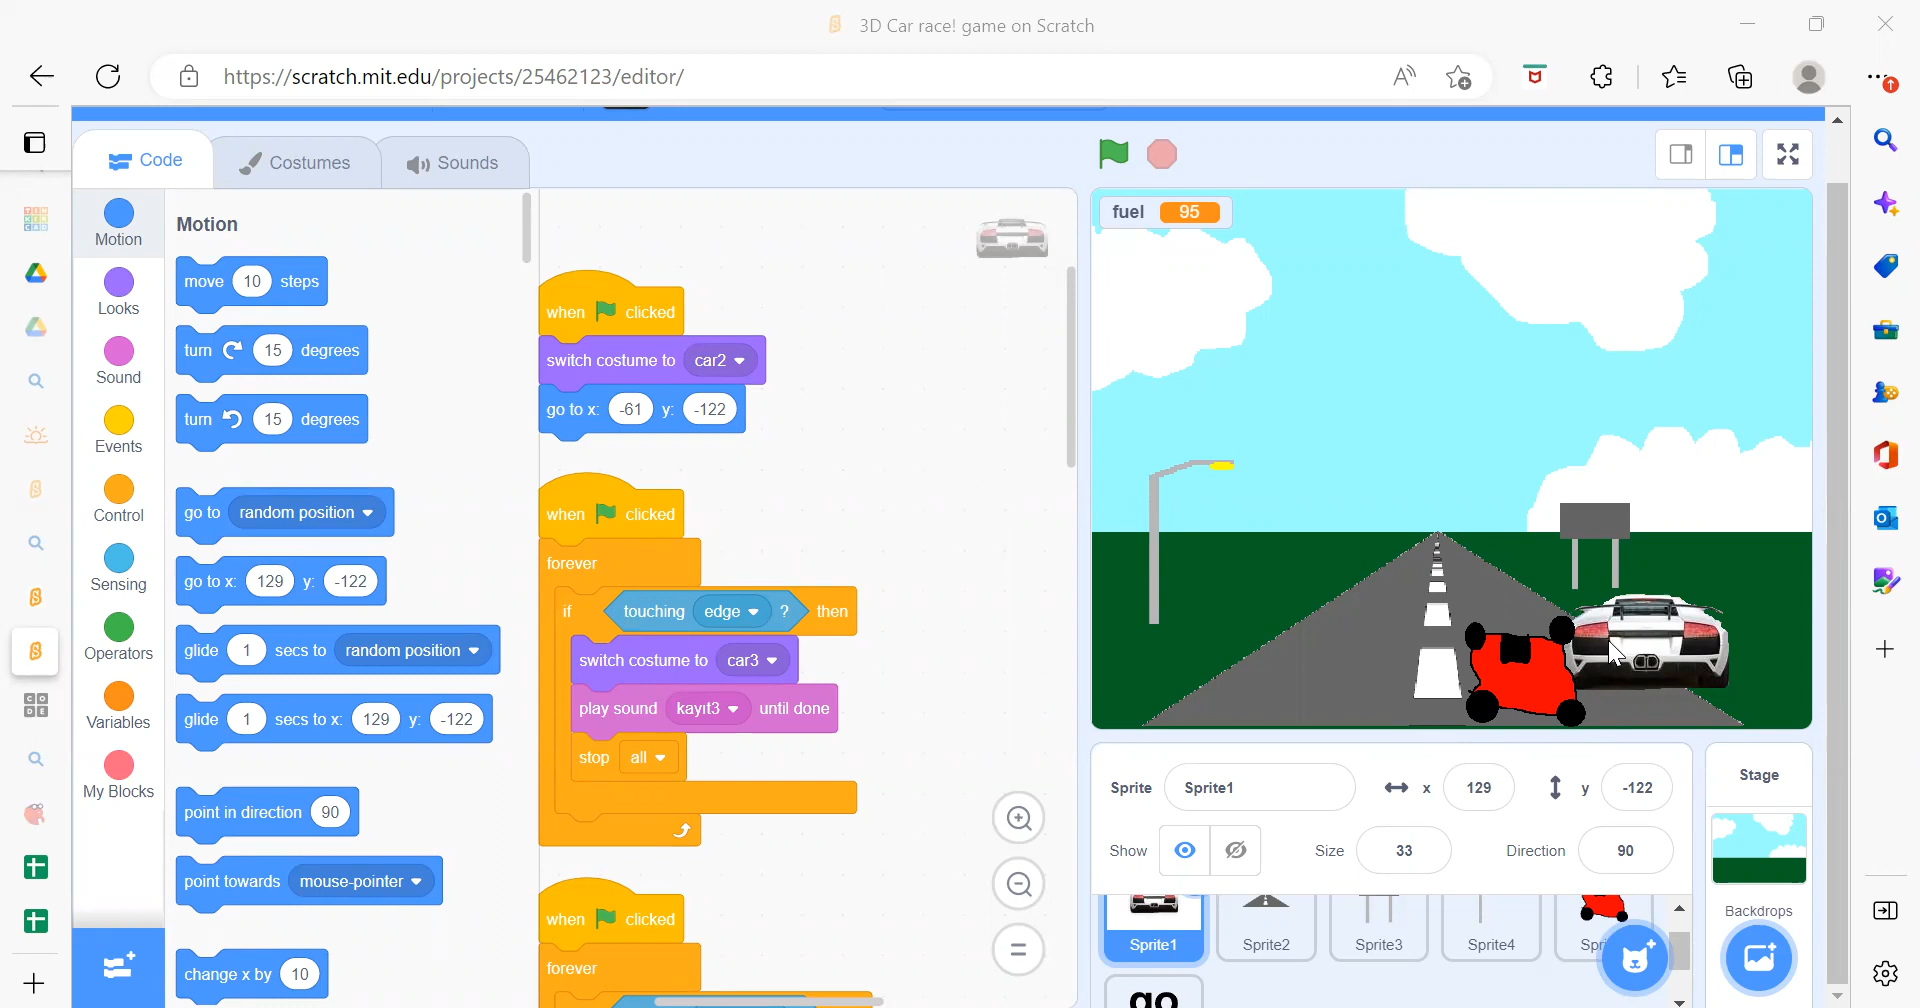 3D Car race! game on Scratch
https://scratch.mit.edu/projects/25462123/editor/
Code
Costumes
Sounds
Motion
Looks
Sound
Events
Control
Sensing
Operators
Variables
My Blocks
Motion
move 10 steps
turn 15 degrees
turn 15 degrees
go to random position
go to x: 129 y: -122
glide 1 secs to random position
glide 1 secs to x: 129 y: -122
point in direction 90
point towards mouse-pointer
change x by 10
when clicked
switch costume to car2
go to x: -61 y: -122
when clicked
forever
if touching edge ? then
switch costume to car3
play sound kayıt3 until done
stop all
when clicked
forever
fuel 95
Sprite Sprite1 x 129 y -122
Show Size 33 Direction 90
Sprite1
Sprite2
Sprite3
Sprite4
go
Stage
Backdrops